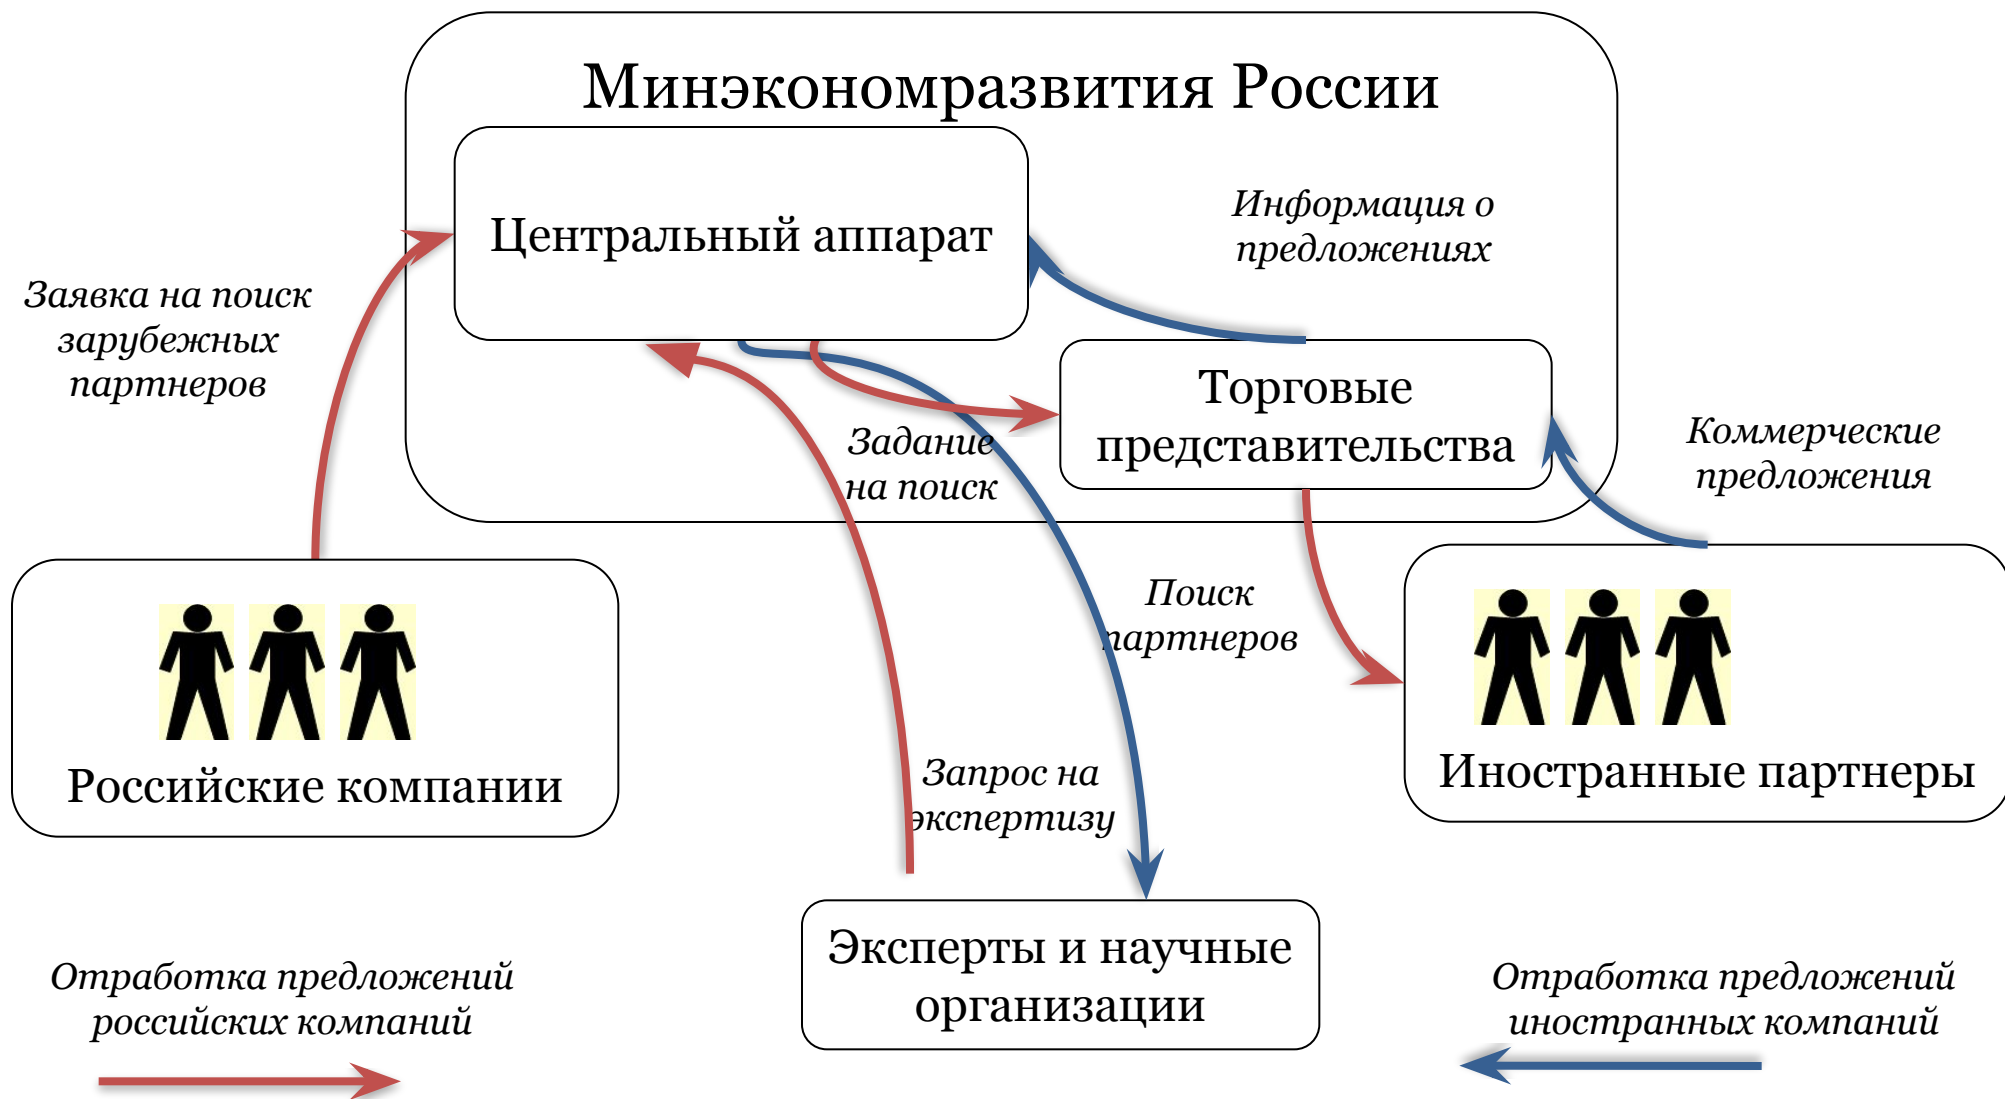 Минэкономразвития России
Центральный аппарат
Информация о
предложениях
Заявка на поиск
зарубежных
партнеров
Торговые
представительства
Задание
на поиск
Коммерческие
предложения
Поиск
партнеров
Российские компании
Иностранные партнеры
Запрос на
экспертизу
Эксперты и научные
организации
Отработка предложений
российских компаний
Отработка предложений
иностранных компаний